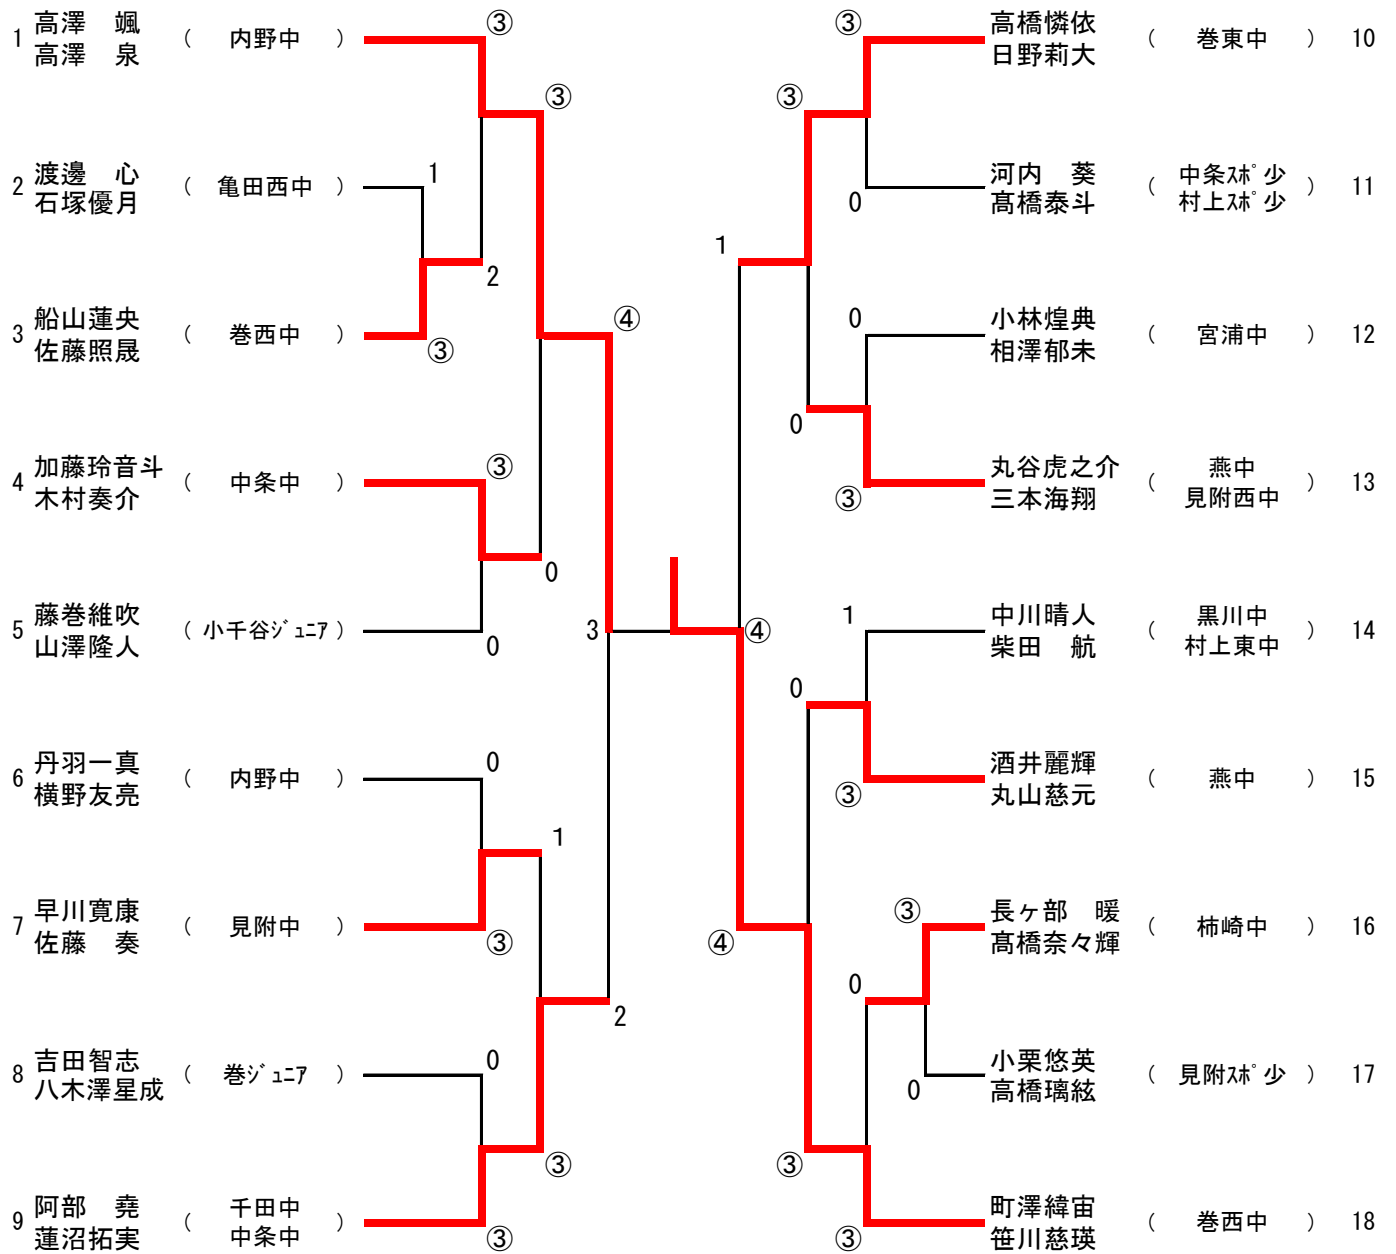 1 高澤　颯 ( 内野中 )
高澤　泉
2 渡邊　心 ( 亀田西中 )
石塚優月
3 船山蓮央 ( 巻西中 )
佐藤照晟
4 加藤玲音斗 ( 中条中 )
木村奏介
5 藤巻維吹 ( 小千谷ｼﾞｭﾆｱ )
山澤隆人
6 丹羽一真 ( 内野中 )
横野友亮
7 早川寛康 ( 見附中 )
佐藤　奏
8 吉田智志 ( 巻ｼﾞｭﾆｱ )
八木澤星成
9 阿部　堯 ( 千田中
蓮沼拓実 中条中 )
③
③
1
2
③
④
③
0
0
3
0
1
③
2
0
③
③
③
③
0
1
0
0
③
④
1
0
③
④
③
0
0
③
③
高橋憐依 ( 巻東中 ) 10
日野莉大
河内　葵 ( 中条ｽﾎﾟ少 ) 11
髙橋泰斗 村上ｽﾎﾟ少
小林煌典 ( 宮浦中 ) 12
相澤郁未
丸谷虎之介 ( 燕中 ) 13
三本海翔 見附西中
中川晴人 ( 黒川中 ) 14
柴田　航 村上東中
酒井麗輝 ( 燕中 ) 15
丸山慈元
長ヶ部　暖 ( 柿崎中 ) 16
髙橋奈々輝
小栗悠英 ( 見附ｽﾎﾟ少 ) 17
高橋璃絃
町澤緯宙 ( 巻西中 ) 18
笹川慈瑛